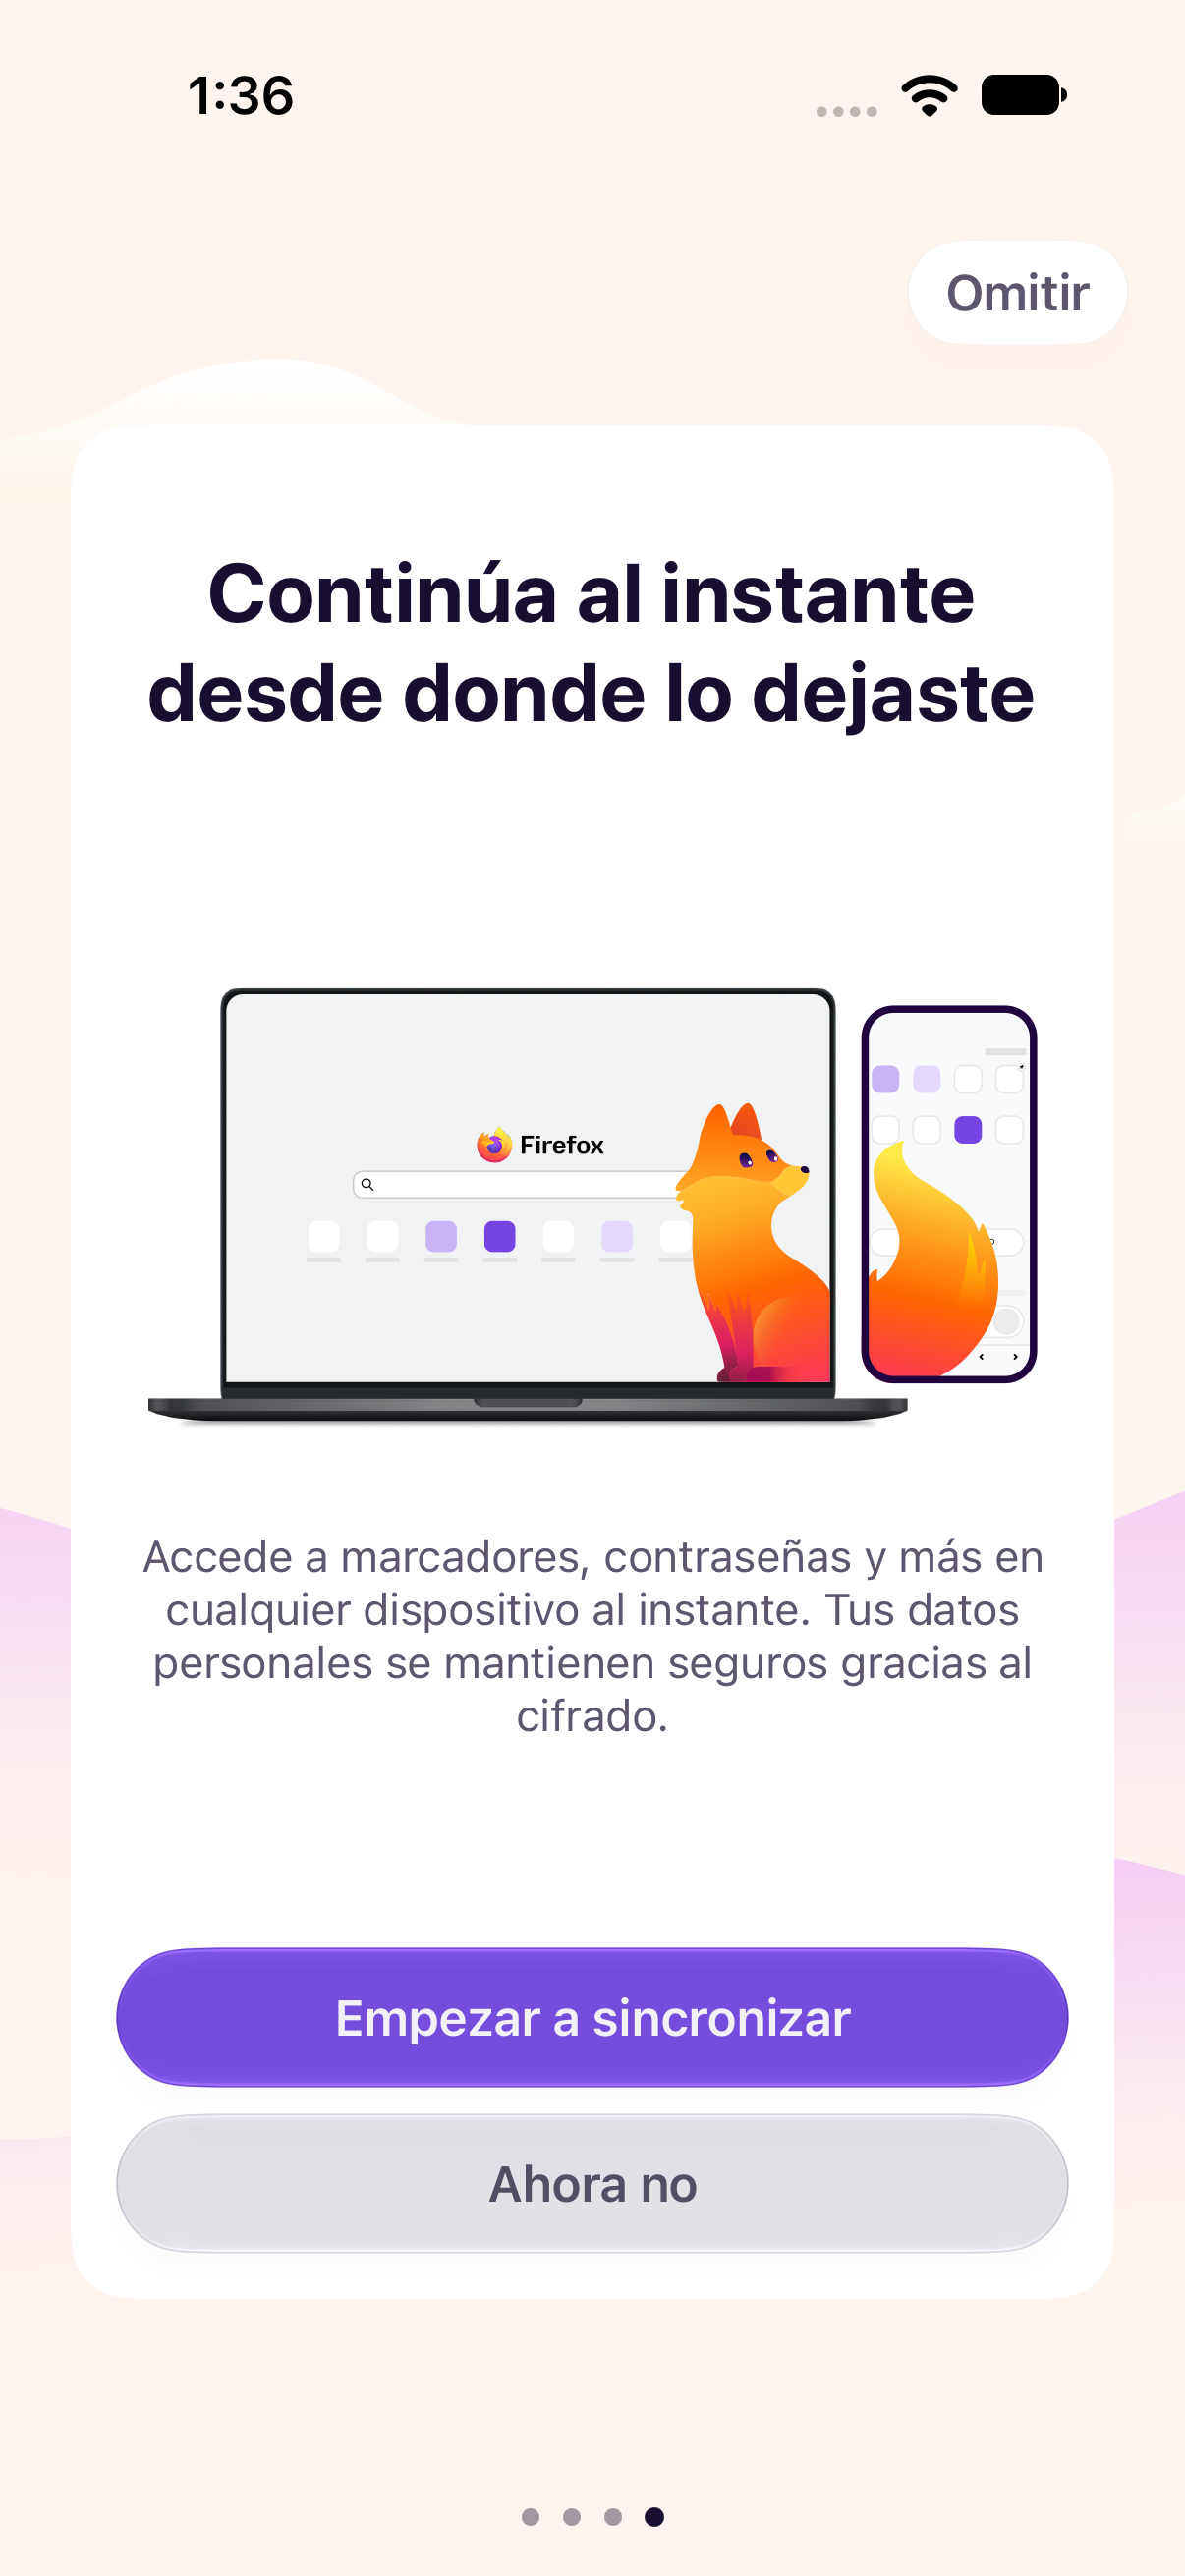 1:36
Omitir
Continúa al instante
desde donde lo dejaste
Firefox
Accede a marcadores, contraseñas y más en
cualquier dispositivo al instante. Tus datos
personales se mantienen seguros gracias al
cifrado.
Empezar a sincronizar
Ahora no